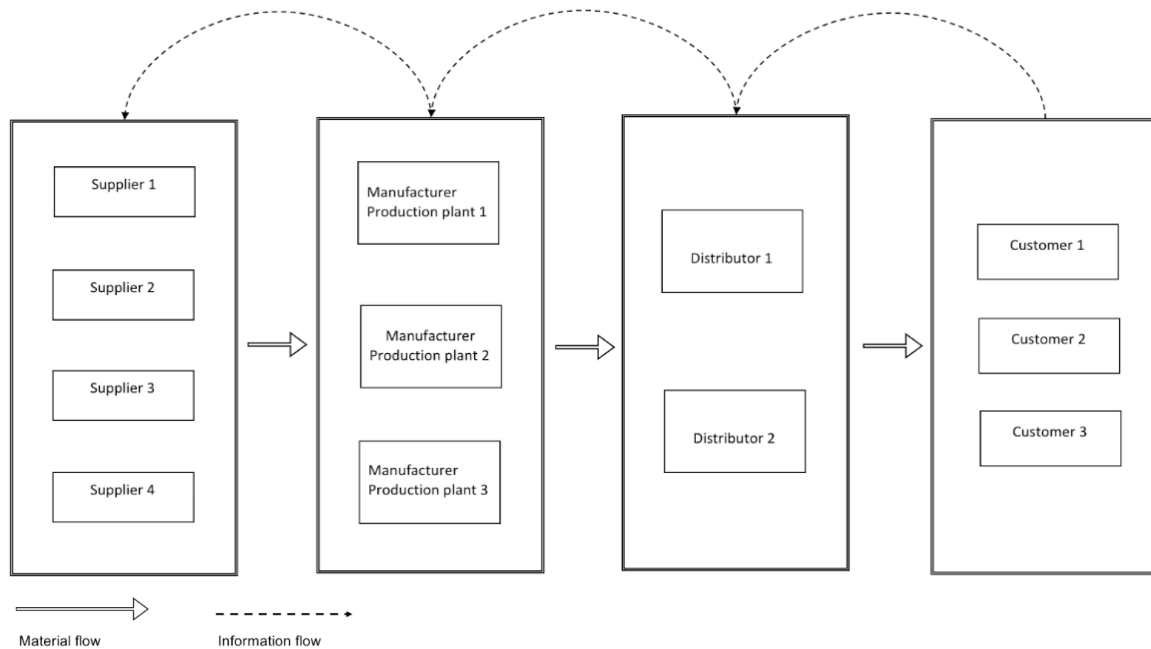 Supplier 1
Supplier 2
Supplier 3
Supplier 4
Manufacturer
Production plant 1
Manufacturer
Production plant 2
Manufacturer
Production plant 3
Distributor 1
Distributor 2
Customer 1
Customer 2
Customer 3
Material flow
Information flow